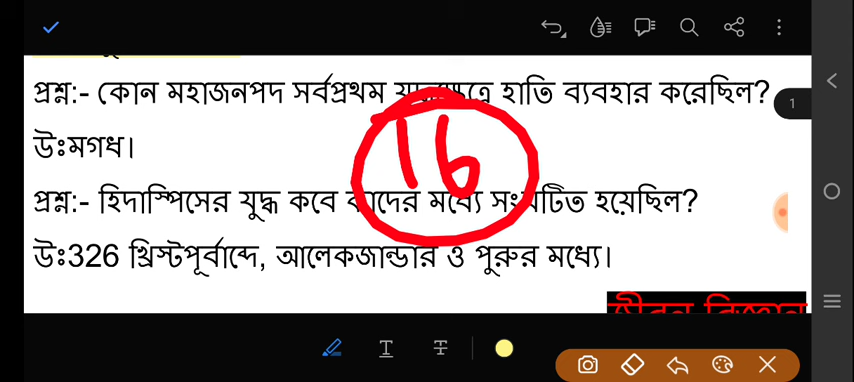 প্রশ্ন:- কোন মহাজনপদ সর্বপ্রথম যুদ্ধক্ষেত্রে হাতি ব্যবহার করেছিল?
1
16
উঃমগধ।
প্রশ্ন:- হিদাস্পিসের যুদ্ধ কবে কাদের মধ্যে সংঘটিত হয়েছিল?
উঃ326 খ্রিস্টপূর্বাব্দে, আলেকজান্ডার ও পুরুর মধ্যে।
জীবন বিজ্ঞান
T T